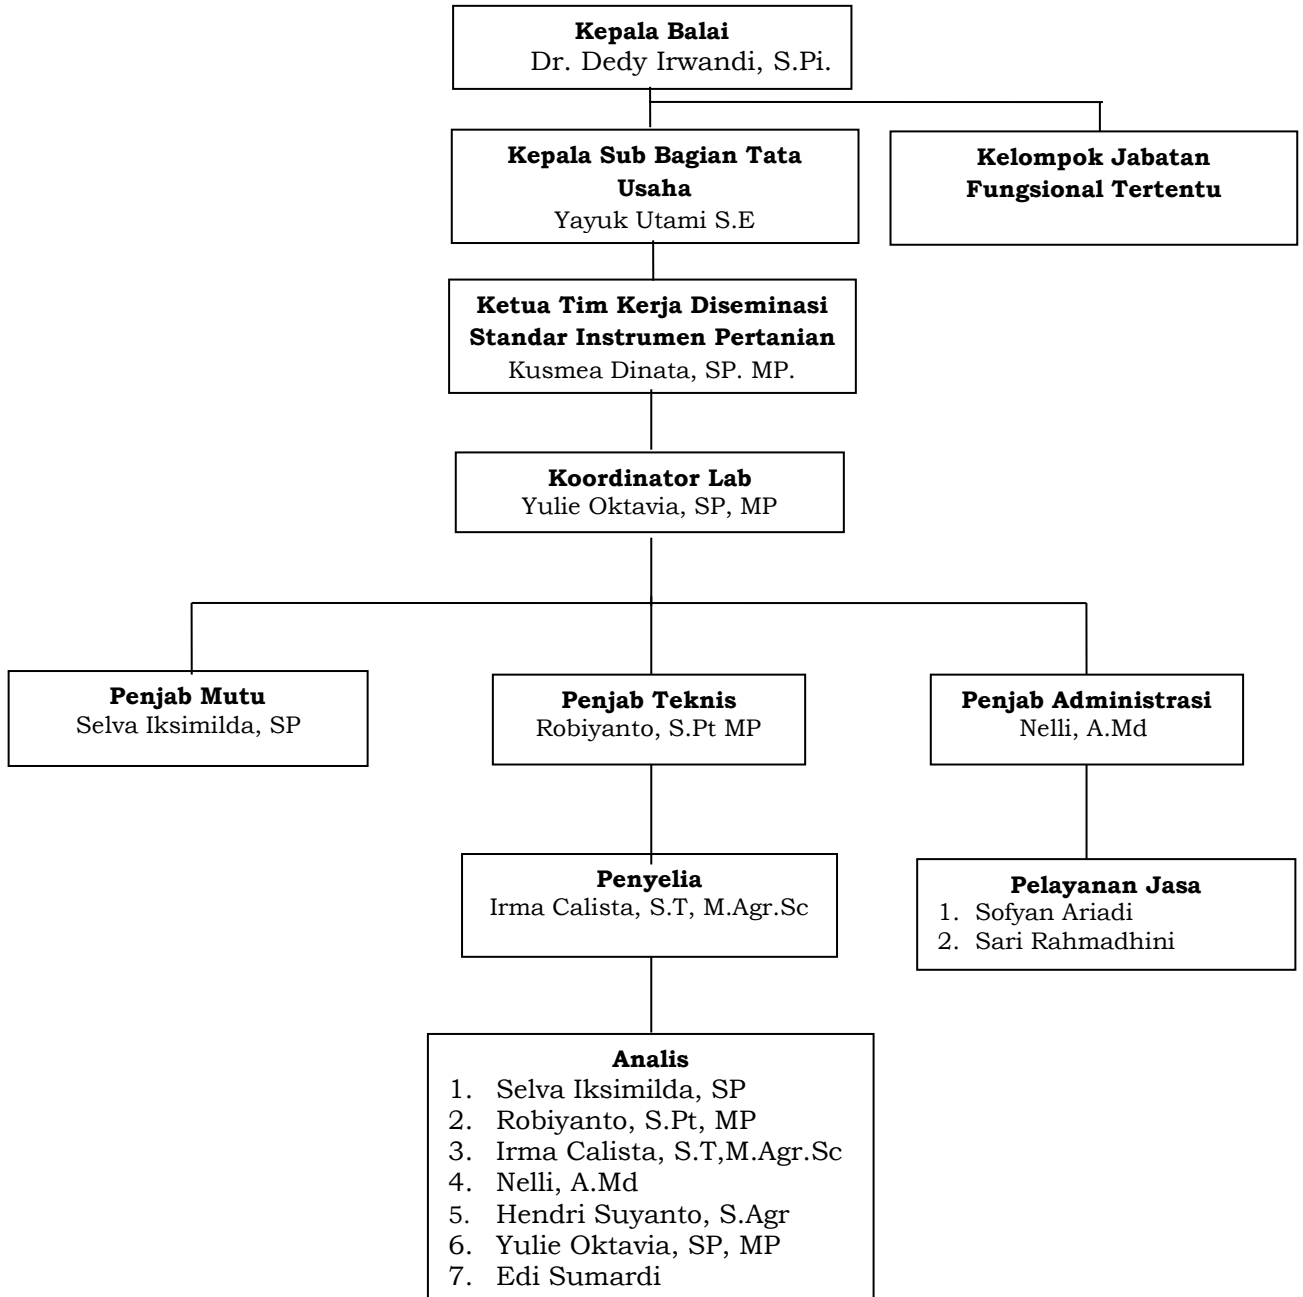 Kepala Balai
Dr. Dedy Irwandi, S.Pi.
Kepala Sub Bagian Tata
Usaha
Yayuk Utami S.E
Kelompok Jabatan
Fungsional Tertentu
Ketua Tim Kerja Diseminasi
Standar Instrumen Pertanian
Kusmea Dinata, SP. MP.
Koordinator Lab
Yulie Oktavia, SP, MP
Penjab Mutu
Selva Iksimilda, SP
Penjab Teknis
Robiyanto, S.Pt MP
Penjab Administrasi
Nelli, A.Md
Penyelia
Irma Calista, S.T, M.Agr.Sc
Pelayanan Jasa
1. Sofyan Ariadi
2. Sari Rahmadhini
Analis
1. Selva Iksimilda, SP
2. Robiyanto, S.Pt, MP
3. Irma Calista, S.T,M.Agr.Sc
4. Nelli, A.Md
5. Hendri Suyanto, S.Agr
6. Yulie Oktavia, SP, MP
7. Edi Sumardi